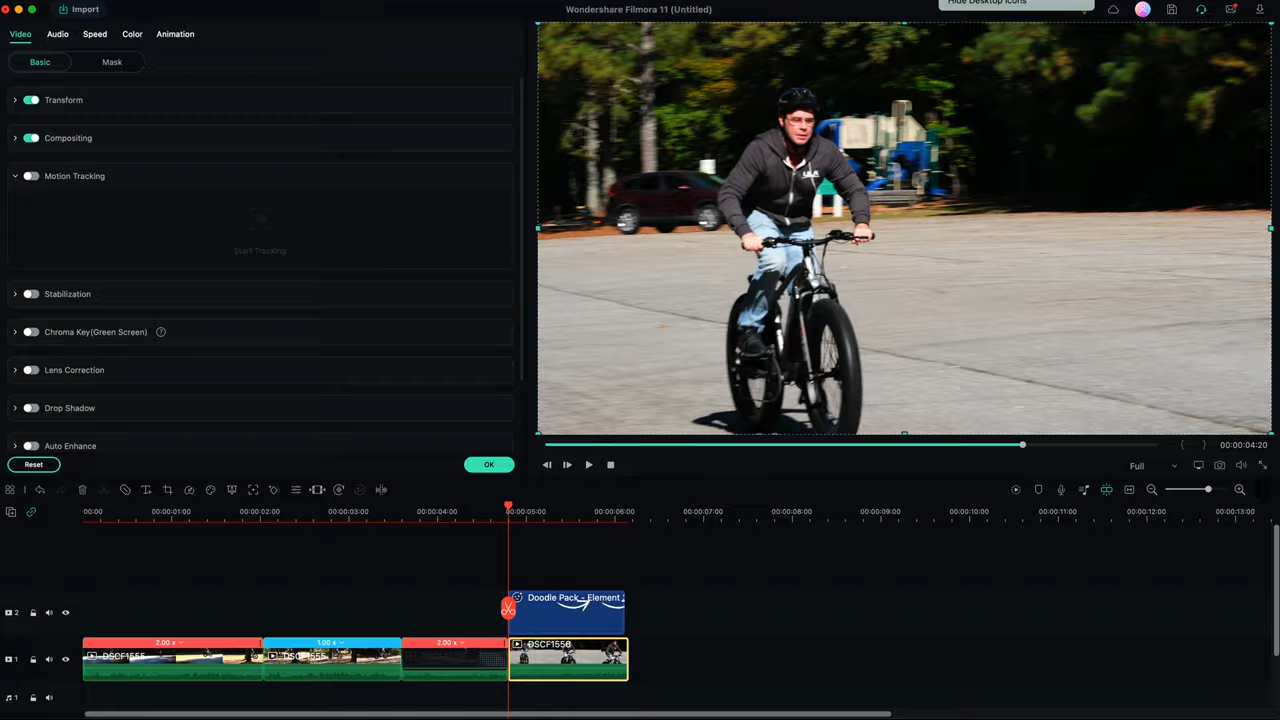 Import
Wondershare Filmora 11 (Untitled)
Hide Desktop Icons
Video Audio Speed Color Animation
Basic Mask
Transform
Compositing
Motion Tracking
Start Tracking
Stabilization
Chroma Key(Green Screen) ?
Lens Correction
Drop Shadow
Auto Enhance
Reset OK
00:00:04:20
Full
00:00 00:00:01:00 00:00:02:00 00:00:03:00 00:00:04:00 00:00:05:00 00:00:06:00 00:00:07:00 00:00:08:00 00:00:09:00 00:00:10:00 00:00:11:00 00:00:12:00 00:00:13:00
2 Doodle Pack - Element
2.00 x 1.00 x 2.00 x
DSCF1555 DSCF1555 DSCF1556
1
1